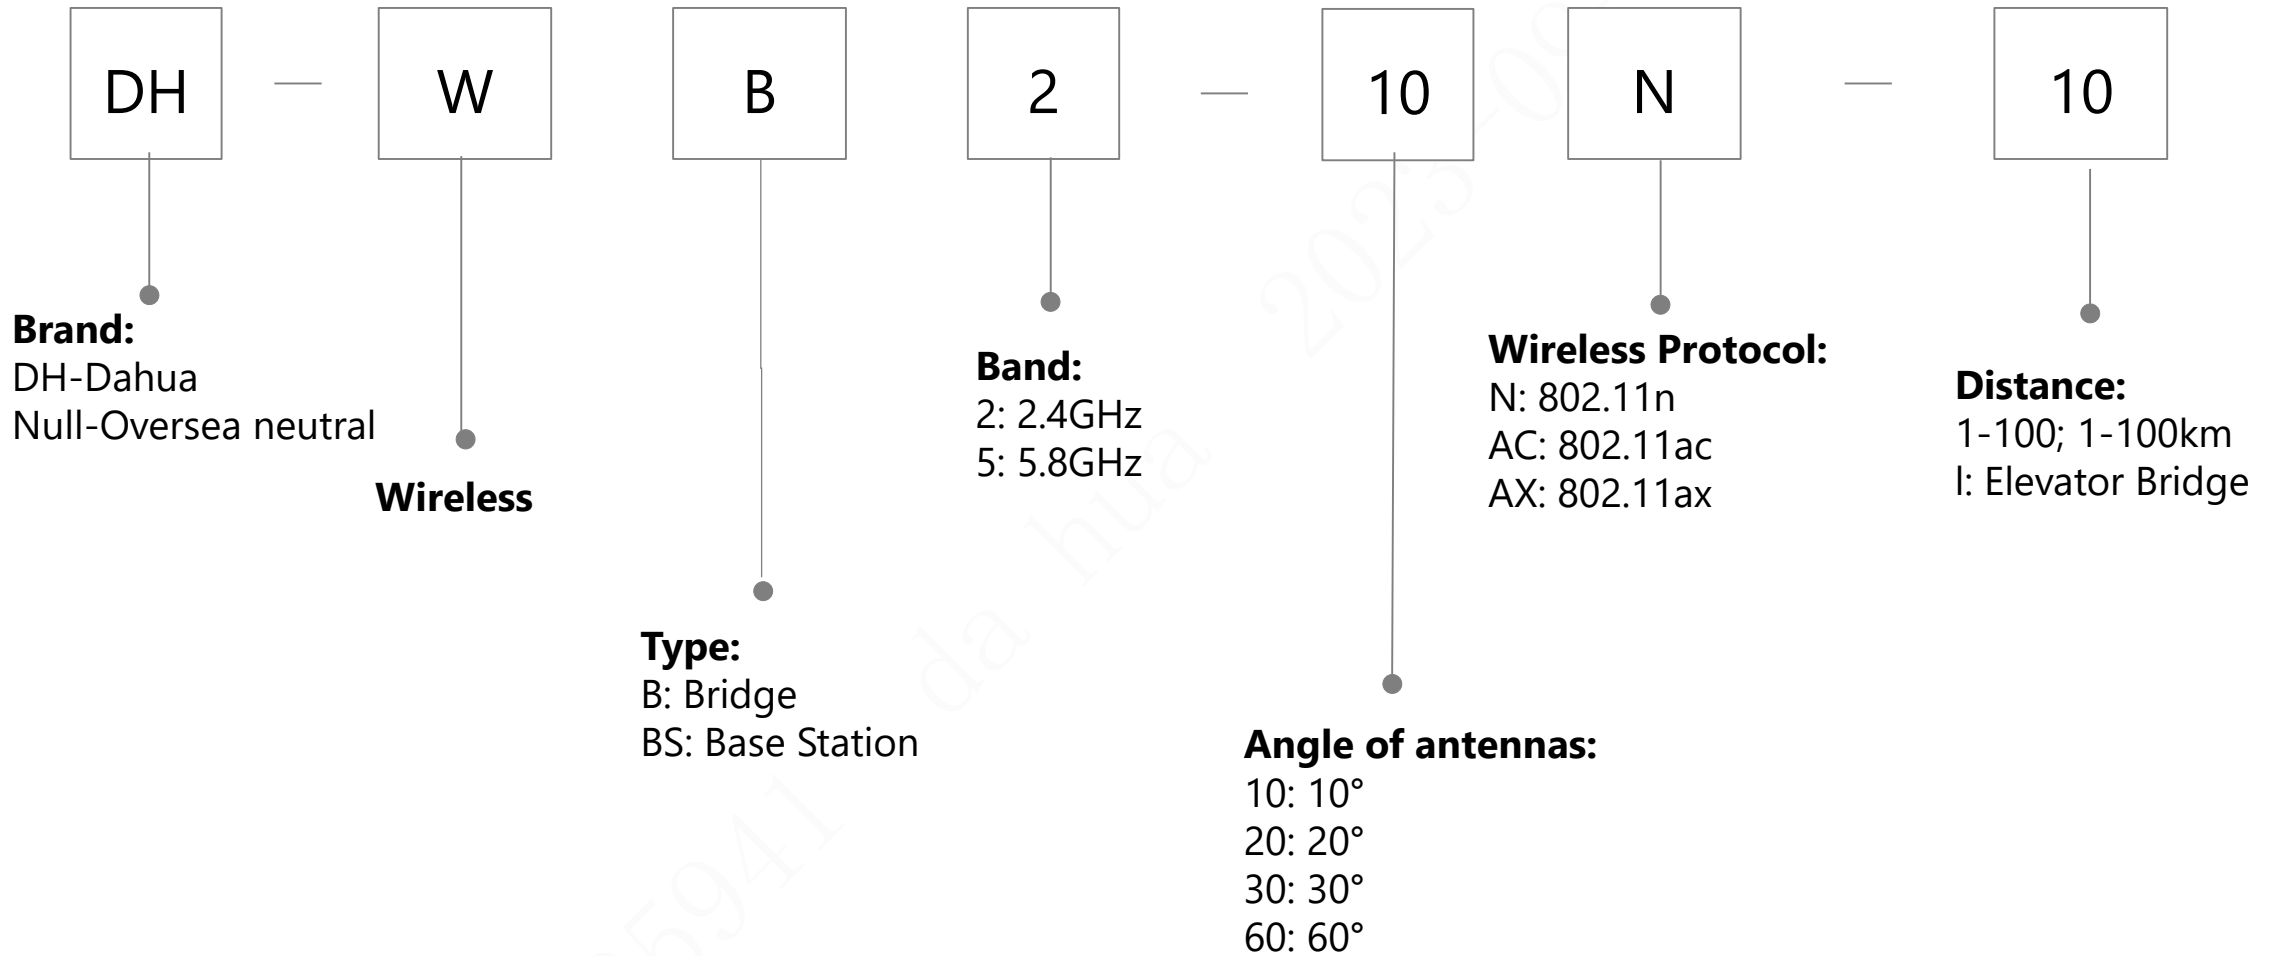 DH — W B 2 — 10 N — 10
Brand:
DH-Dahua
Null-Oversea neutral
Wireless
Type:
B: Bridge
BS: Base Station
Band:
2: 2.4GHz
5: 5.8GHz
Angle of antennas:
10: 10°
20: 20°
30: 30°
60: 60°
Wireless Protocol:
N: 802.11n
AC: 802.11ac
AX: 802.11ax
Distance:
1-100; 1-100km
l: Elevator Bridge
da hua